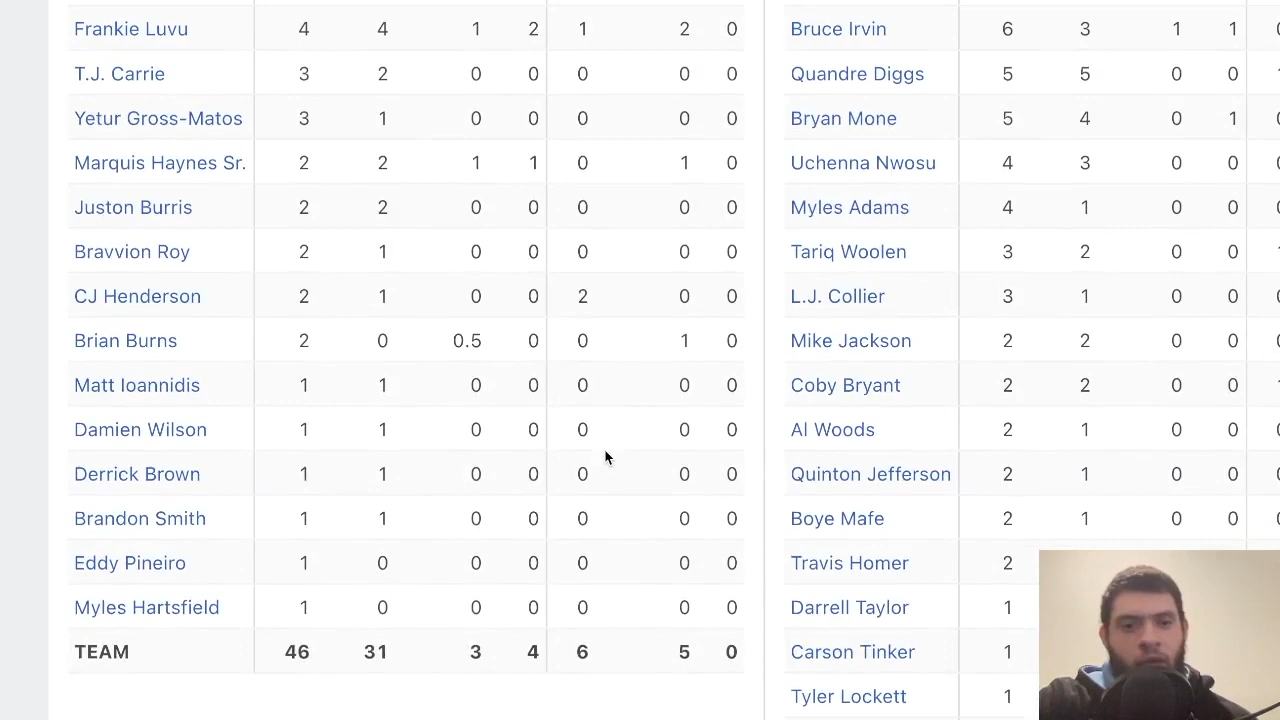 Frankie Luvu 4 4 1 2 1 2 0
T.J. Carrie 3 2 0 0 0 0 0
Yetur Gross-Matos 3 1 0 0 0 0 0
Marquis Haynes Sr. 2 2 1 1 0 1 0
Juston Burris 2 2 0 0 0 0 0
Bravvion Roy 2 1 0 0 0 0 0
CJ Henderson 2 1 0 0 2 0 0
Brian Burns 2 0 0.5 0 0 1 0
Matt Ioannidis 1 1 0 0 0 0 0
Damien Wilson 1 1 0 0 0 0 0
Derrick Brown 1 1 0 0 0 0 0
Brandon Smith 1 1 0 0 0 0 0
Eddy Pineiro 1 0 0 0 0 0 0
Myles Hartsfield 1 0 0 0 0 0 0
TEAM 46 31 3 4 6 5 0
Bruce Irvin 6 3 1 1
Quandre Diggs 5 5 0 0
Bryan Mone 5 4 0 1
Uchenna Nwosu 4 3 0 0
Myles Adams 4 1 0 0
Tariq Woolen 3 2 0 0
L.J. Collier 3 1 0 0
Mike Jackson 2 2 0 0
Coby Bryant 2 2 0 0
Al Woods 2 1 0 0
Quinton Jefferson 2 1 0 0
Boye Mafe 2 1 0 0
Travis Homer 2
Darrell Taylor 1
Carson Tinker 1
Tyler Lockett 1